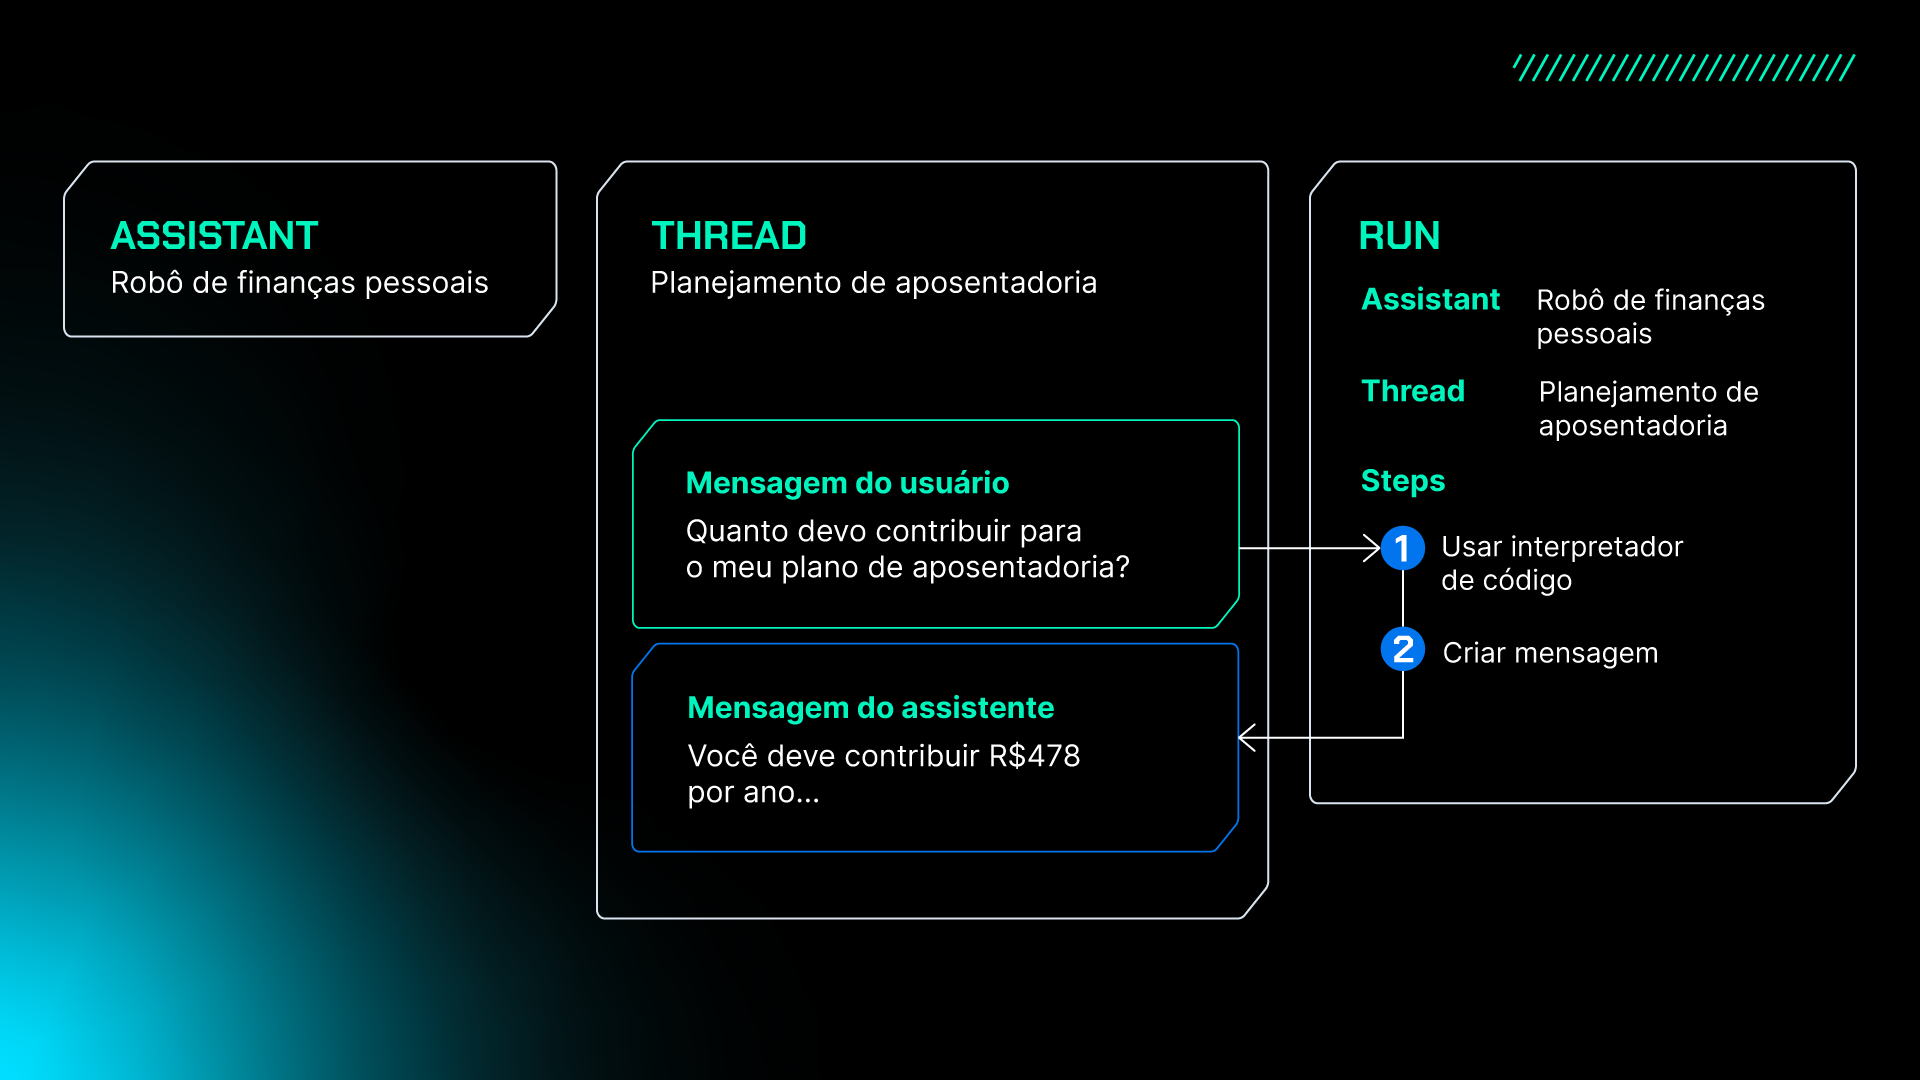 ASSISTANT
Robô de finanças pessoais
THREAD
Planejamento de aposentadoria
Mensagem do usuário
Quanto devo contribuir para
o meu plano de aposentadoria?
Mensagem do assistente
Você deve contribuir R$478
por ano...
RUN
Assistant Robô de finanças
pessoais
Thread Planejamento de
aposentadoria
Steps
1 Usar interpretador
de código
2 Criar mensagem